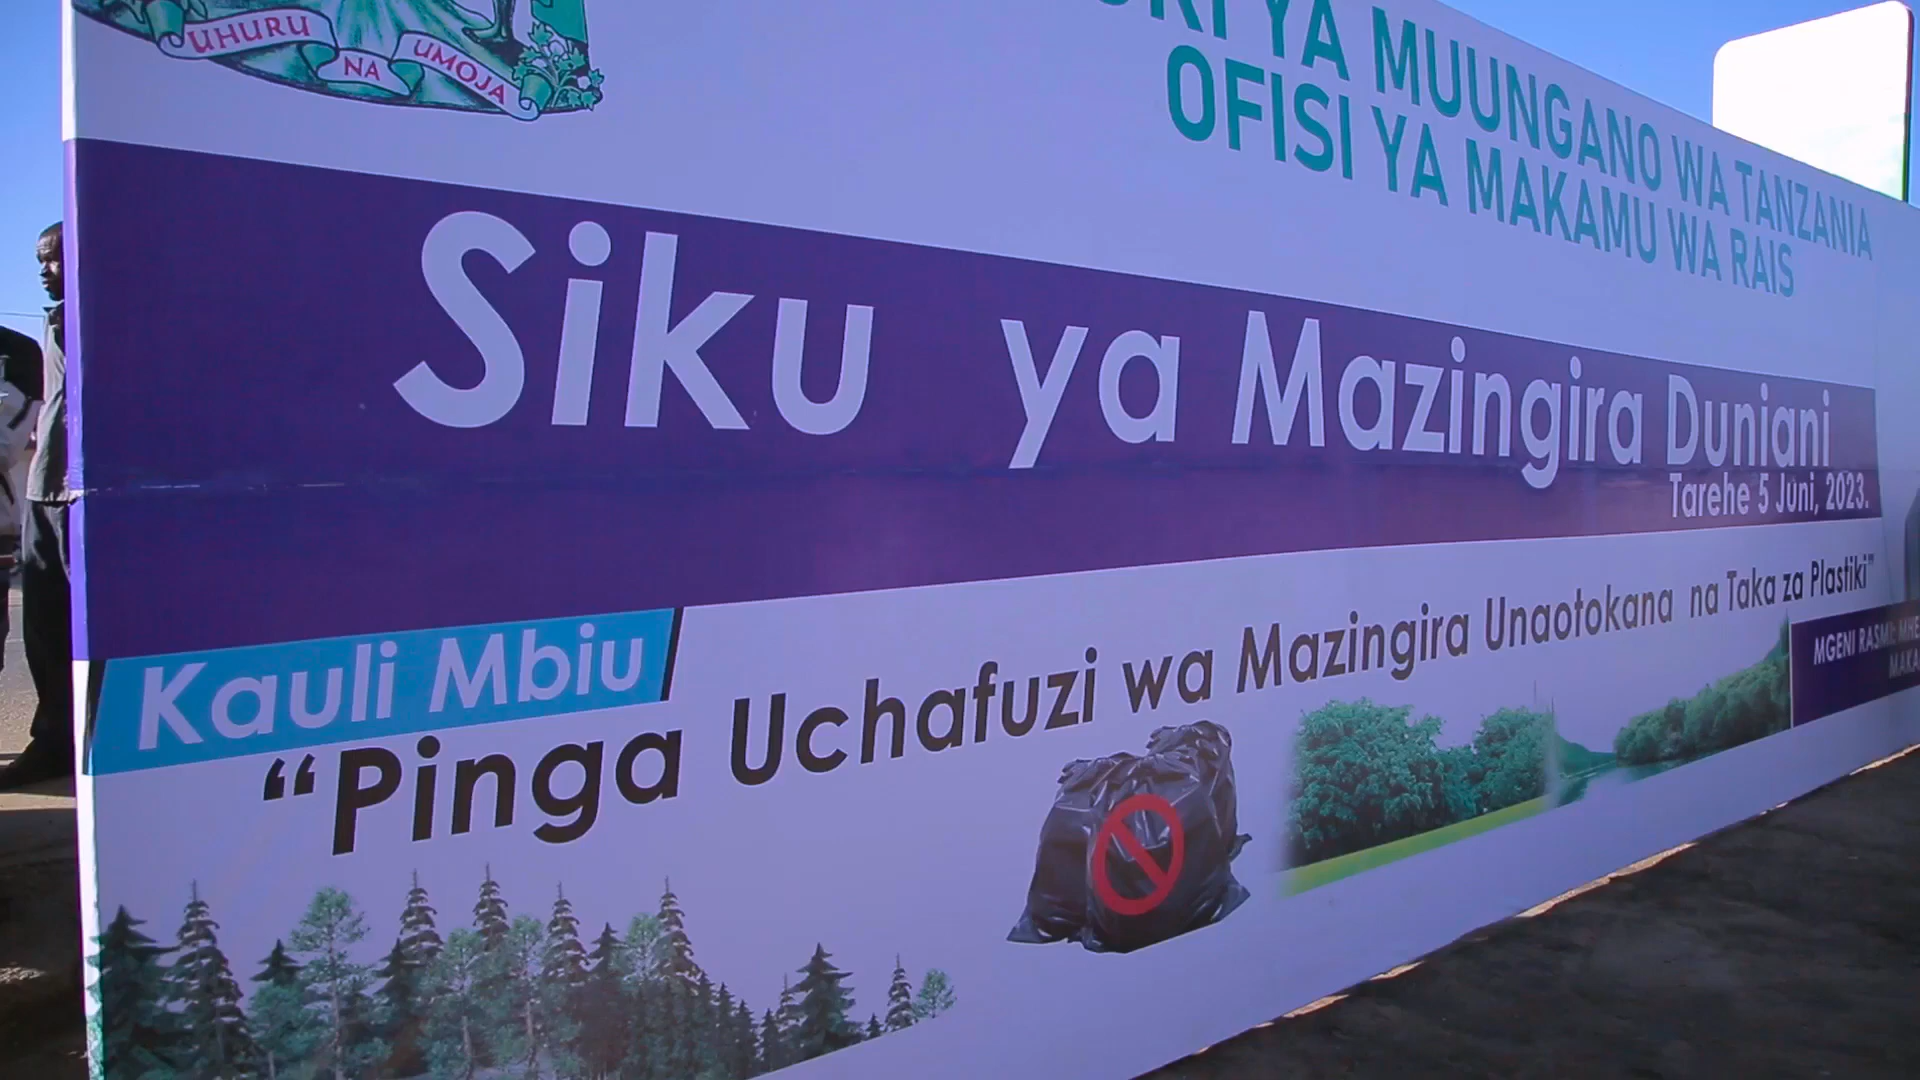 UHURU NA UMOJA
YA MUUNGANO WA TANZANIA
OFISI YA MAKAMU WA RAIS
Siku ya Mazingira Duniani
Tarehe 5 Juni, 2023.
Kauli Mbiu
“Pinga Uchafuzi wa Mazingira Unaotokana na Taka za Plastiki”
MGENI RASMI: MHE